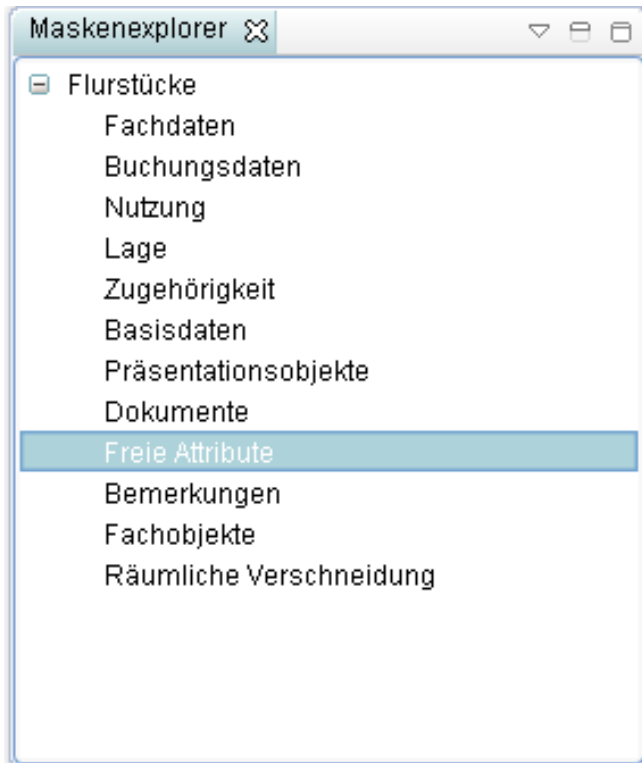 Maskenexplorer
Flurstücke
Fachdaten
Buchungsdaten
Nutzung
Lage
Zugehörigkeit
Basisdaten
Präsentationsobjekte
Dokumente
Freie Attribute
Bemerkungen
Fachobjekte
Räumliche Verschneidung